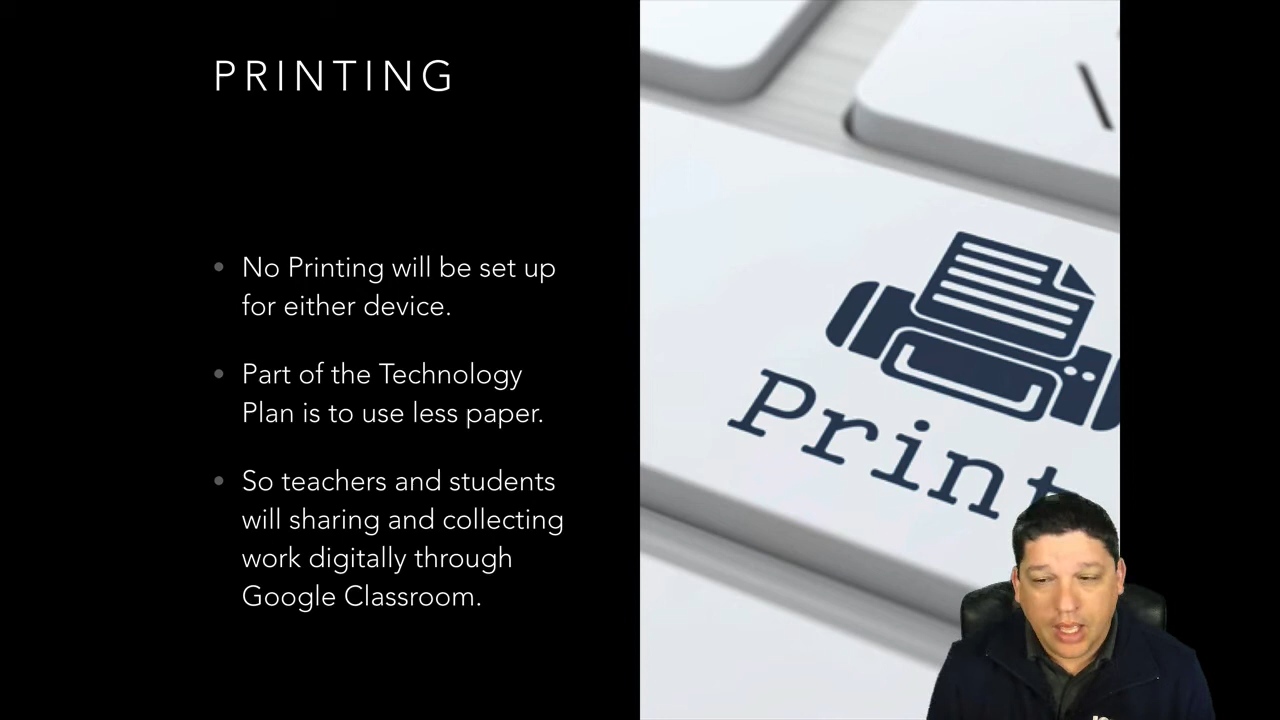 PRINTING
No Printing will be set up
for either device.
Part of the Technology
Plan is to use less paper.
So teachers and students
will sharing and collecting
work digitally through
Google Classroom.
Print